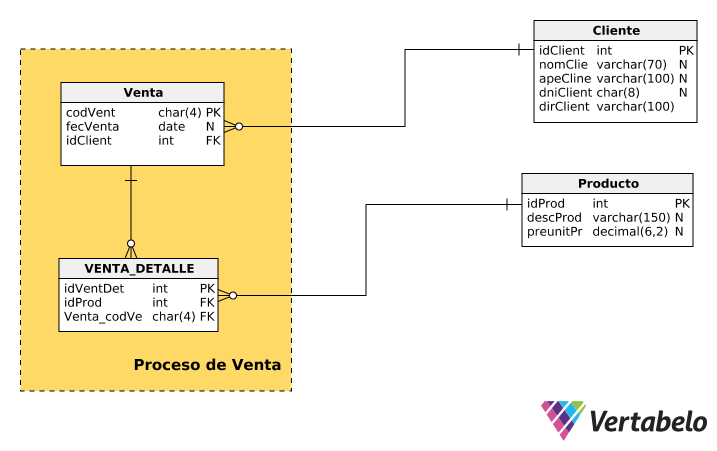 Cliente
idClient int PK
nomClie varchar(70) N
apeCline varchar(100) N
dniClient char(8) N
dirClient varchar(100)
Venta
codVent char(4) PK
fecVenta date N
idClient int FK
Producto
idProd int PK
descProd varchar(150) N
preunitPr decimal(6,2) N
VENTA_DETALLE
idVentDet int PK
idProd int FK
Venta_codVe char(4) FK
Proceso de Venta
Vertabelo